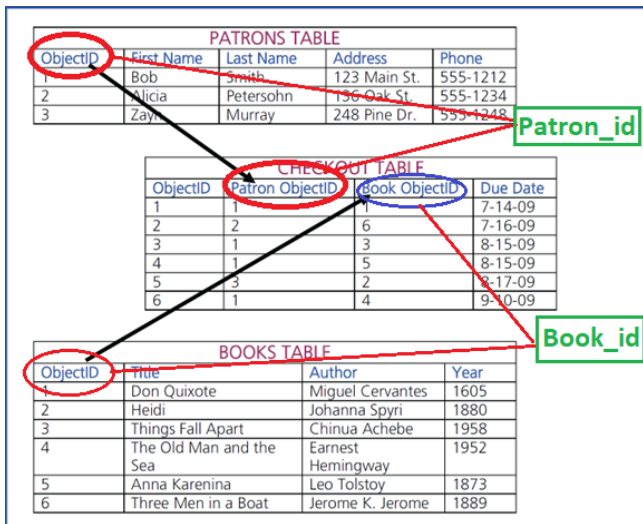 PATRONS TABLE
ObjectID First Name Last Name Address Phone
1 Bob Smith 123 Main St. 555-1212
2 Alicia Petersohn 136 Oak St. 555-1234
3 Zayn Murray 248 Pine Dr. 555-1248
Patron_id
CHECKOUT TABLE
ObjectID Patron ObjectID Book ObjectID Due Date
1 1 1 7-14-09
2 2 6 7-16-09
3 1 3 8-15-09
4 1 5 8-15-09
5 3 2 8-17-09
6 1 4 9-10-09
Book_id
BOOKS TABLE
ObjectID Title Author Year
1 Don Quixote Miguel Cervantes 1605
2 Heidi Johanna Spyri 1880
3 Things Fall Apart Chinua Achebe 1958
4 The Old Man and the Earnest 1952
Sea Hemingway
5 Anna Karenina Leo Tolstoy 1873
6 Three Men in a Boat Jerome K. Jerome 1889